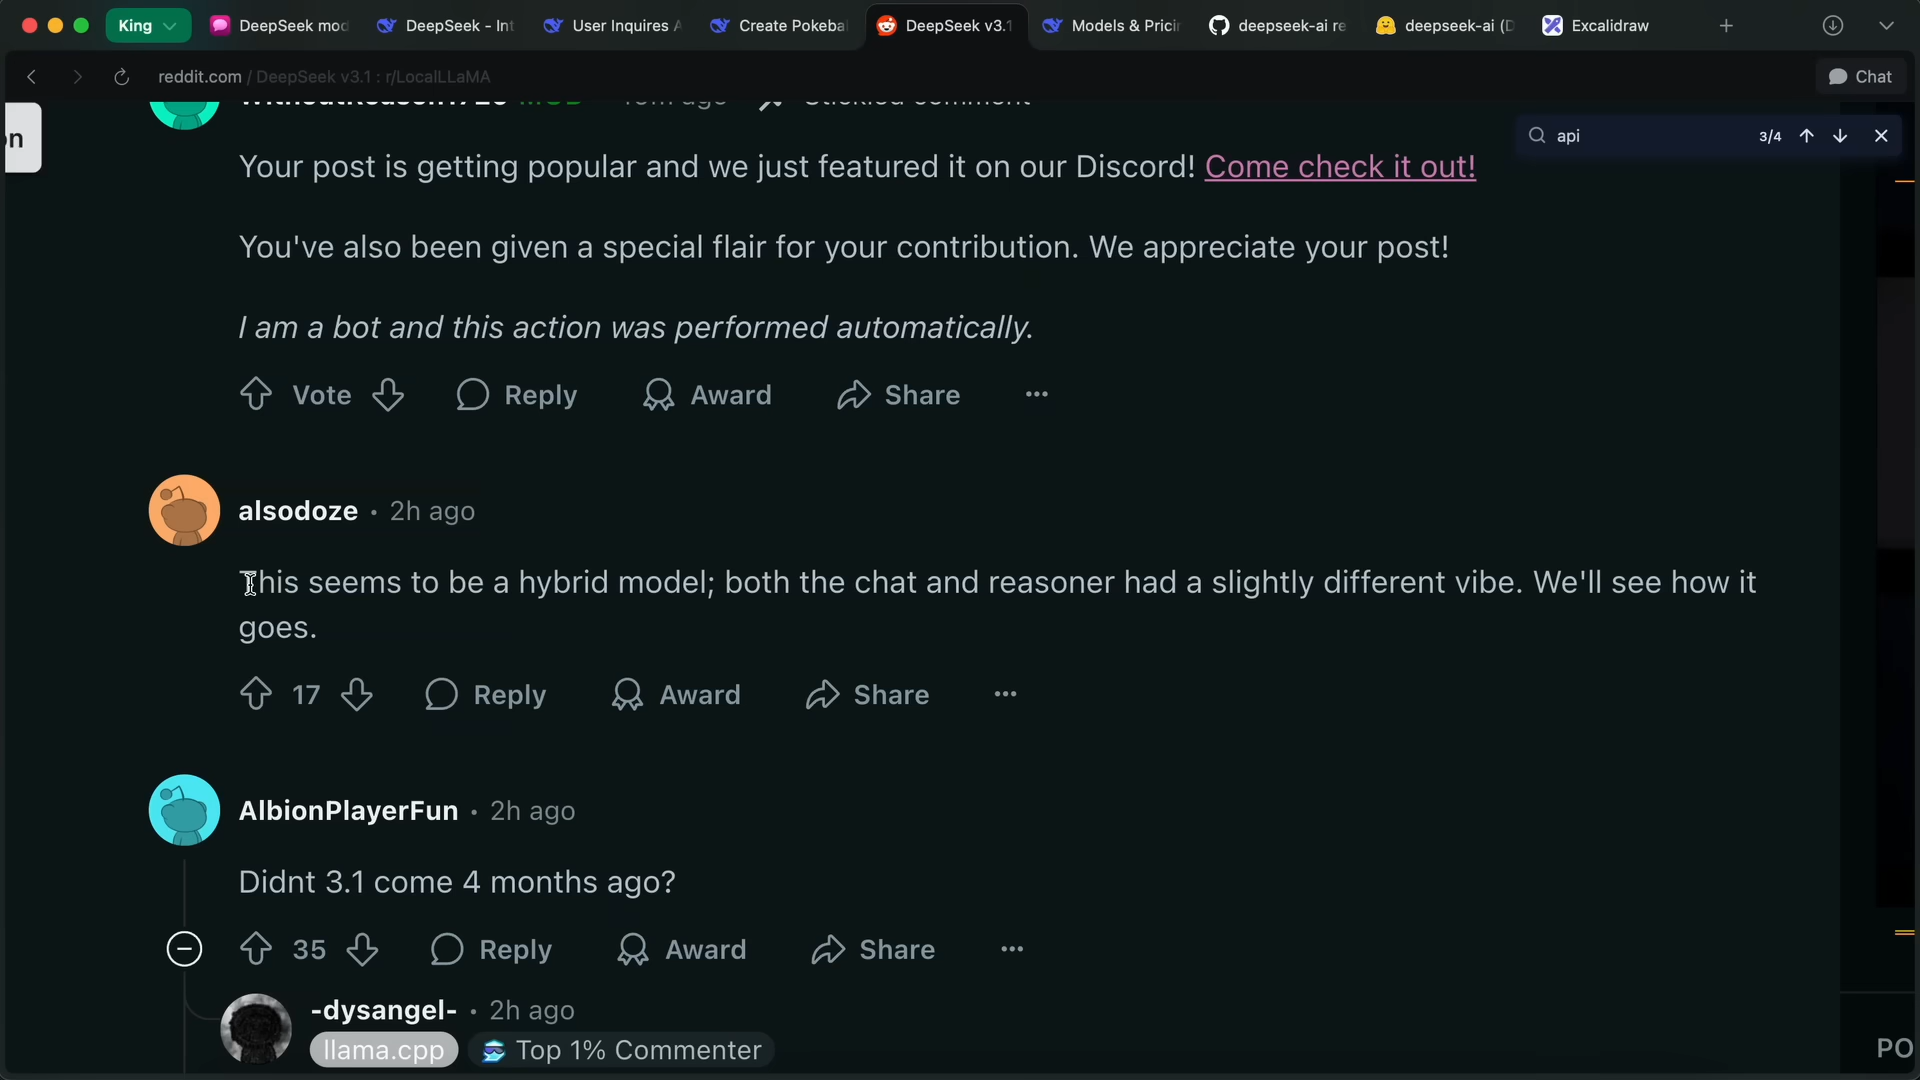 King
DeepSeek mod
DeepSeek - Int
User Inquires A
Create Pokeba
DeepSeek v3.1
Models & Pricin
deepseek-ai re
deepseek-ai (D
Excalidraw
reddit.com / DeepSeek v3.1 : r/LocalLLaMA
Chat
on
api
3/4
Your post is getting popular and we just featured it on our Discord! Come check it out!
You've also been given a special flair for your contribution. We appreciate your post!
I am a bot and this action was performed automatically.
Vote Reply Award Share
alsodoze • 2h ago
This seems to be a hybrid model; both the chat and reasoner had a slightly different vibe. We'll see how it
goes.
17 Reply Award Share
AlbionPlayerFun • 2h ago
Didnt 3.1 come 4 months ago?
35 Reply Award Share
-dysangel- • 2h ago
llama.cpp Top 1% Commenter
PO